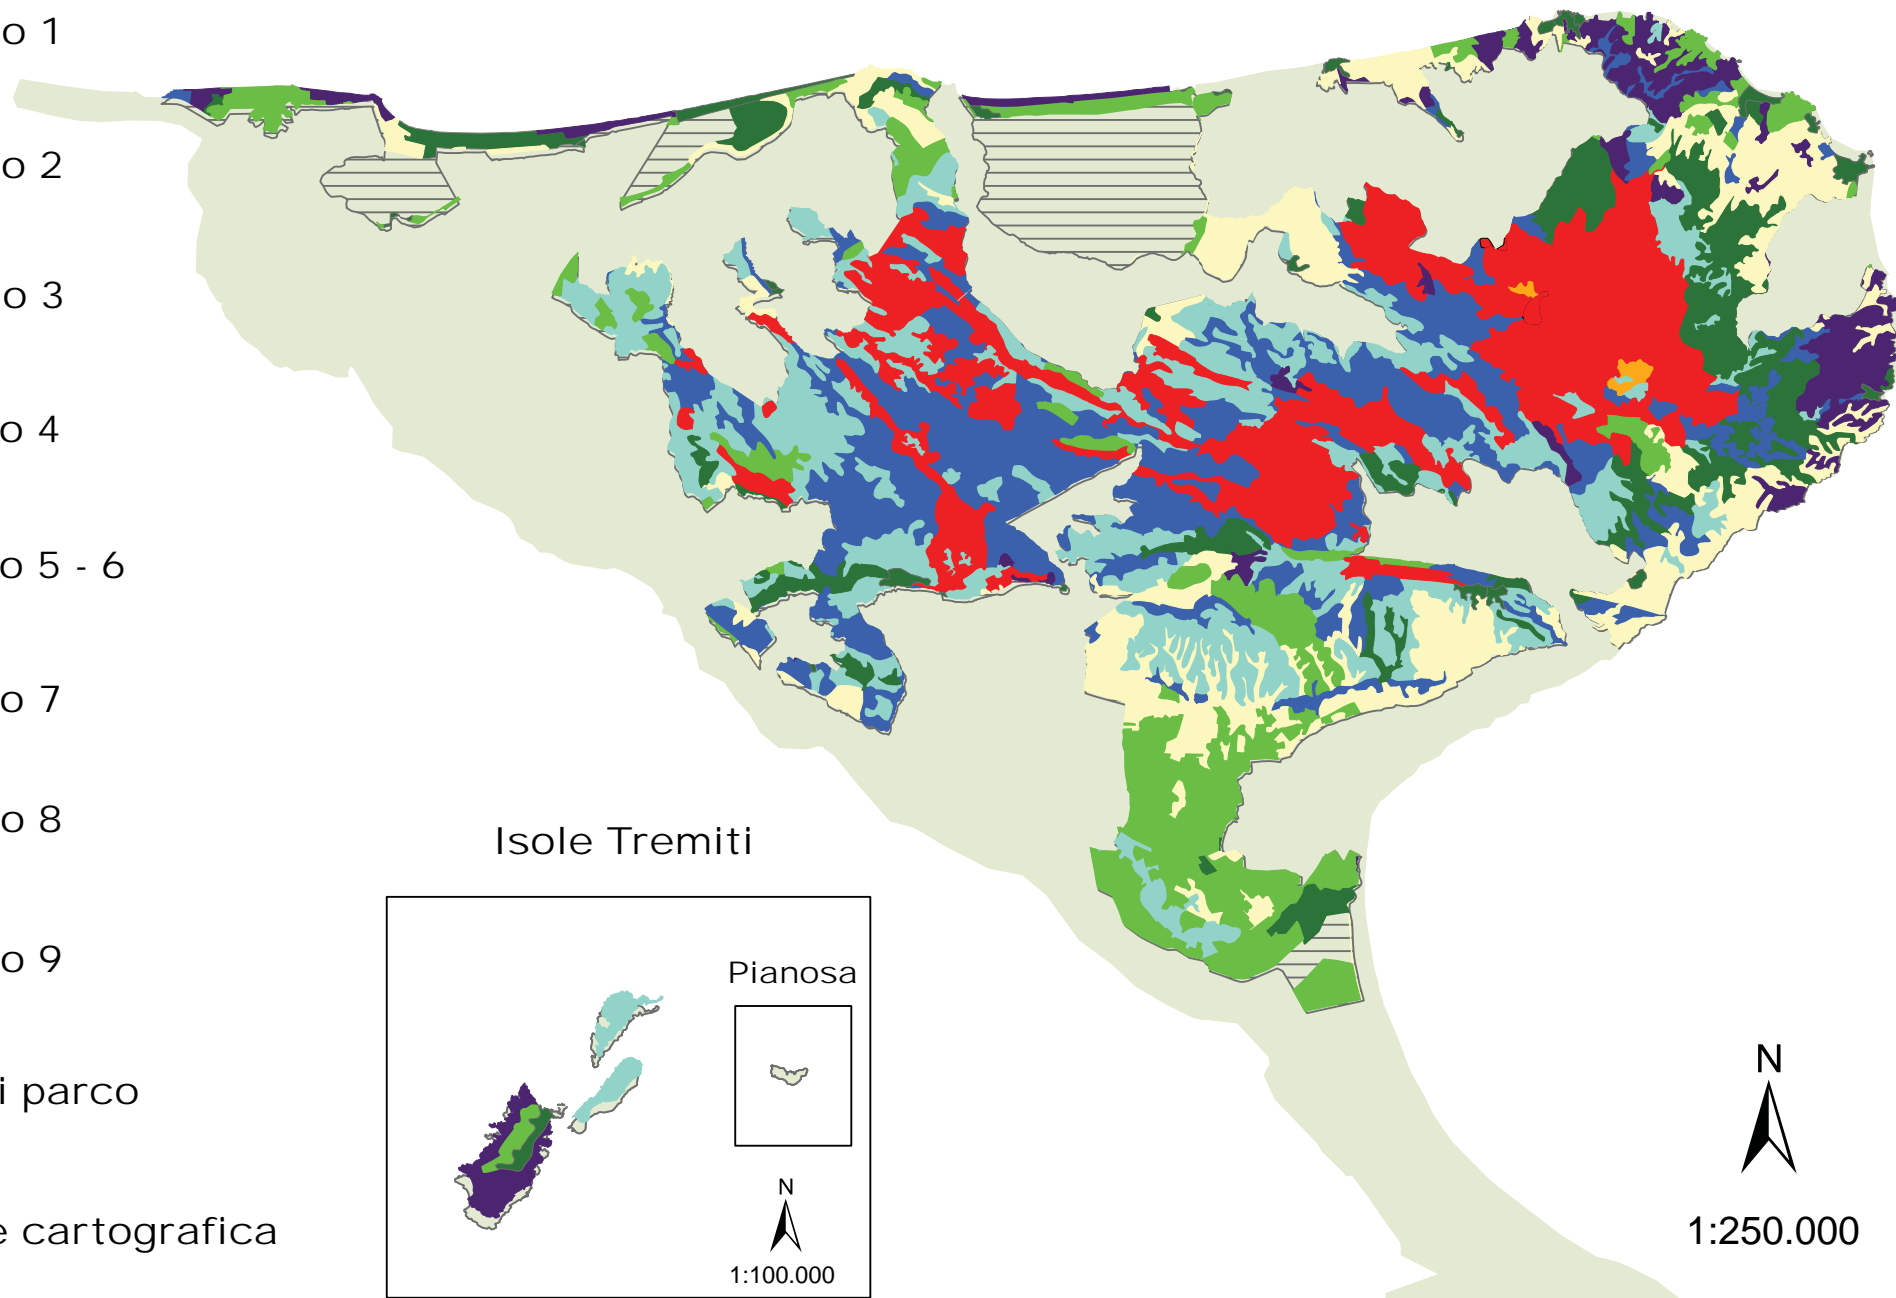 o 1
o 2
o 3
o 4
o 5 - 6
o 7
o 8
o 9
i parco
e cartografica
Isole Tremiti
Pianosa
N
1:100.000
N
1:250.000